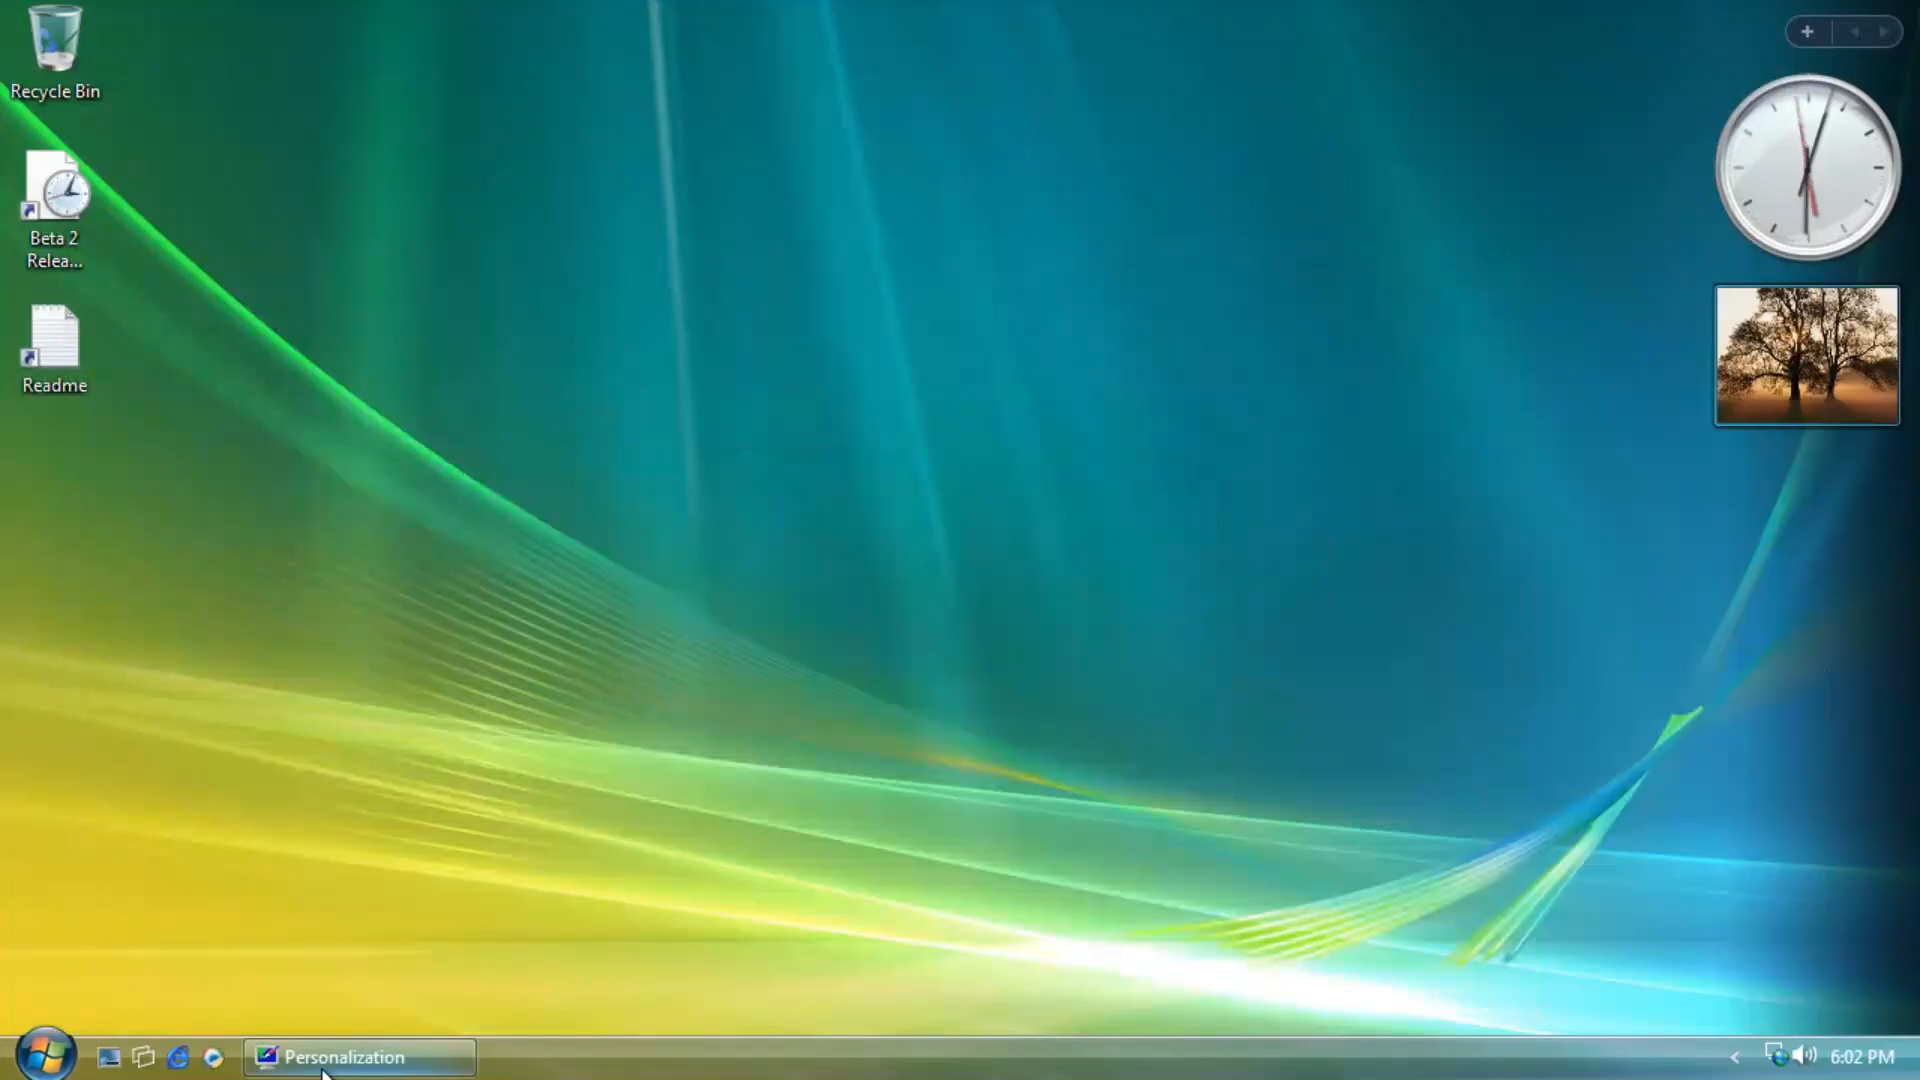 Recycle Bin
Beta 2
Relea...
Readme
Personalization
6:02 PM